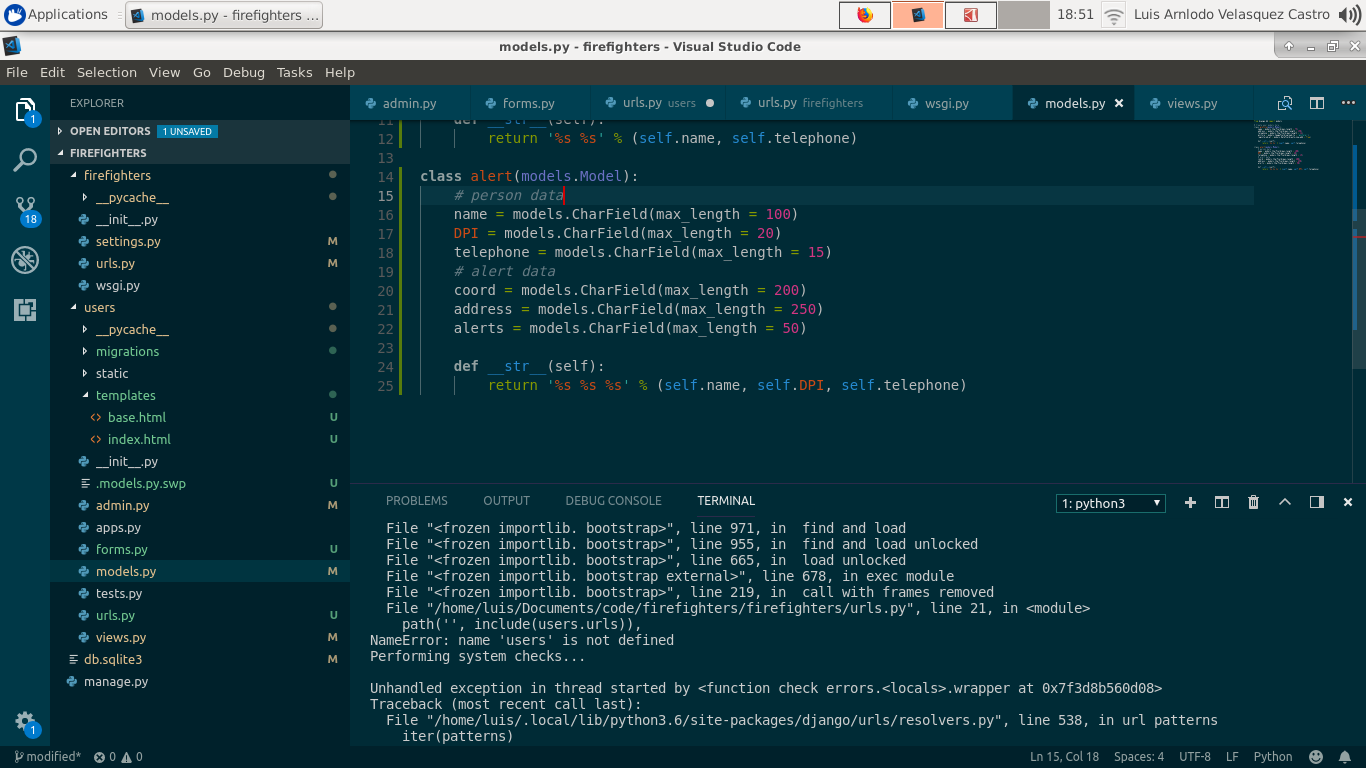 Applications models.py - firefighters ... 18:51 Luis Arnlodo Velasquez Castro
models.py - firefighters - Visual Studio Code
File Edit Selection View Go Debug Tasks Help
EXPLORER
OPEN EDITORS 1 UNSAVED
FIREFIGHTERS
firefighters
__pycache__
__init__.py
settings.py M
urls.py M
wsgi.py
users
__pycache__
migrations
static
templates
base.html U
index.html U
__init__.py
.models.py.swp U
admin.py M
apps.py
forms.py U
models.py M
tests.py
urls.py U
views.py M
db.sqlite3 M
manage.py
1
18
1
admin.py forms.py urls.py users urls.py firefighters wsgi.py models.py views.py
11 def __str__(self):
12 return '%s %s' % (self.name, self.telephone)
13
14 class alert(models.Model):
15 # person data
16 name = models.CharField(max_length = 100)
17 DPI = models.CharField(max_length = 20)
18 telephone = models.CharField(max_length = 15)
19 # alert data
20 coord = models.CharField(max_length = 200)
21 address = models.CharField(max_length = 250)
22 alerts = models.CharField(max_length = 50)
23
24 def __str__(self):
25 return '%s %s %s' % (self.name, self.DPI, self.telephone)
PROBLEMS OUTPUT DEBUG CONSOLE TERMINAL 1: python3
File "<frozen importlib. bootstrap>", line 971, in  find and load
File "<frozen importlib. bootstrap>", line 955, in  find and load unlocked
File "<frozen importlib. bootstrap>", line 665, in  load unlocked
File "<frozen importlib. bootstrap external>", line 678, in exec module
File "<frozen importlib. bootstrap>", line 219, in  call with frames removed
File "/home/luis/Documents/code/firefighters/firefighters/urls.py", line 21, in <module>
path('', include(users.urls)),
NameError: name 'users' is not defined
Performing system checks...
Unhandled exception in thread started by <function check errors.<locals>.wrapper at 0x7f3d8b560d08>
Traceback (most recent call last):
File "/home/luis/.local/lib/python3.6/site-packages/django/urls/resolvers.py", line 538, in url patterns
iter(patterns)
modified* 0 0 Ln 15, Col 18 Spaces: 4 UTF-8 LF Python